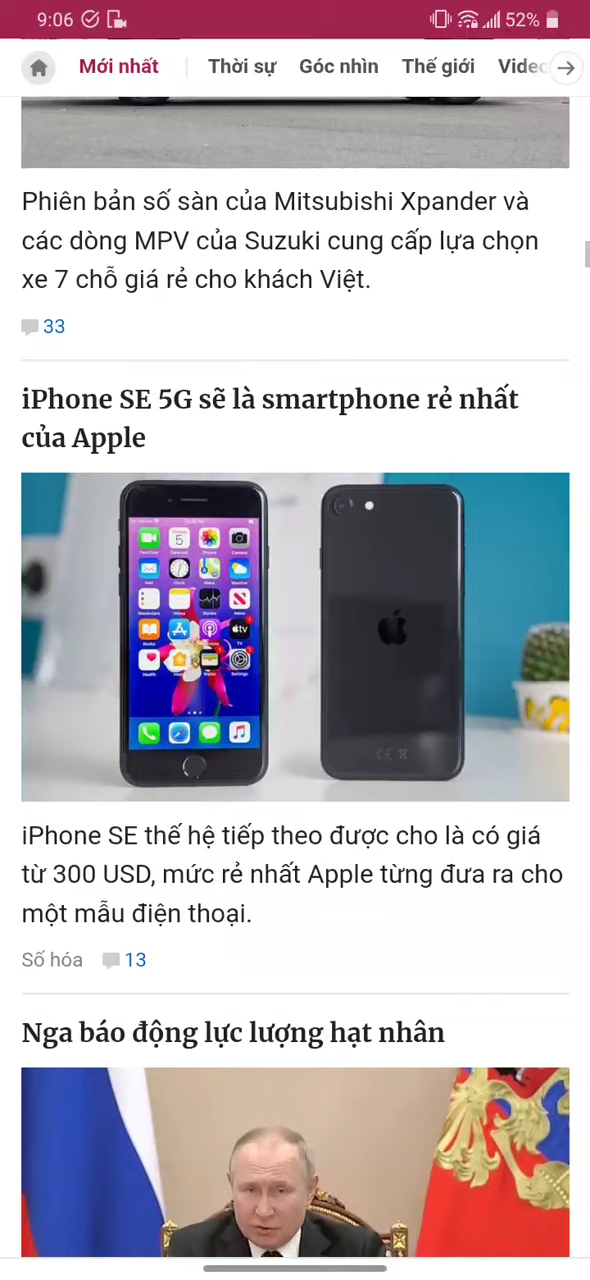 9:06 52%
Mới nhất Thời sự Góc nhìn Thế giới Video
Phiên bản số sàn của Mitsubishi Xpander và
các dòng MPV của Suzuki cung cấp lựa chọn
xe 7 chỗ giá rẻ cho khách Việt.
33
iPhone SE 5G sẽ là smartphone rẻ nhất
của Apple
iPhone SE thế hệ tiếp theo được cho là có giá
từ 300 USD, mức rẻ nhất Apple từng đưa ra cho
một mẫu điện thoại.
Số hóa 13
Nga báo động lực lượng hạt nhân